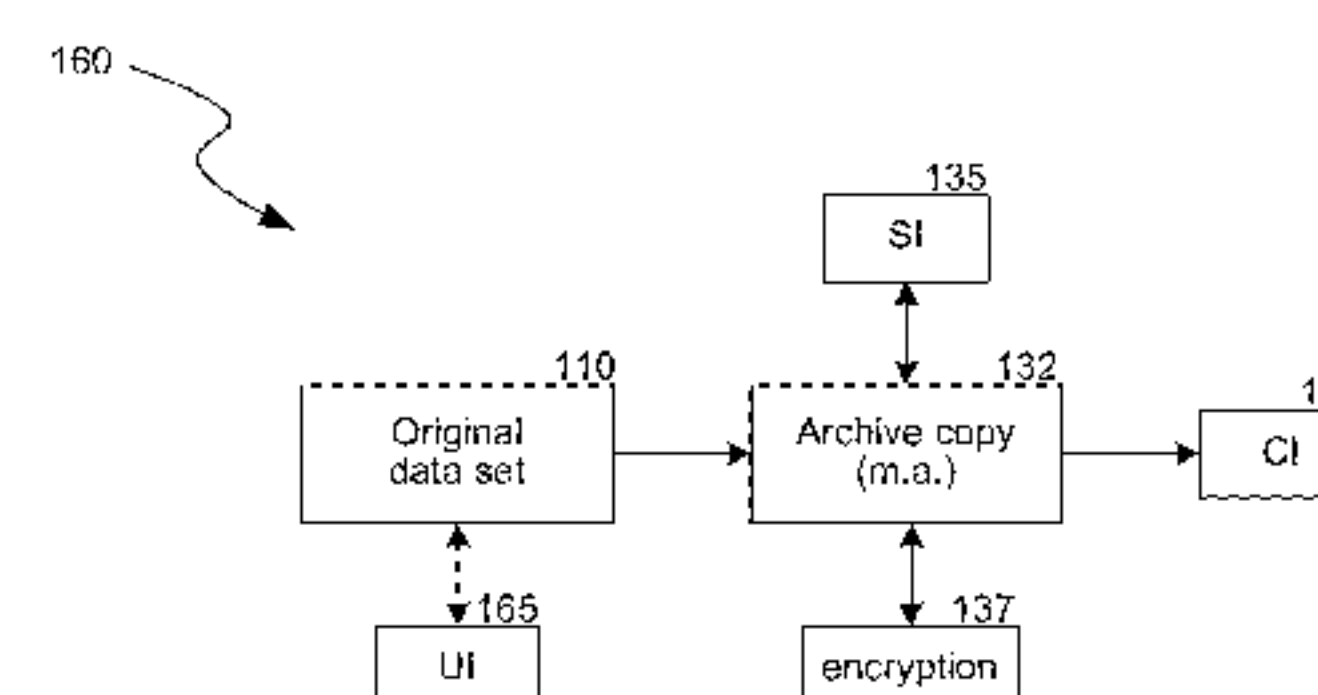 160
135
SI
110
132
Original
data set
Archive copy
(m.a.)
CI
165
137
UI
encryption